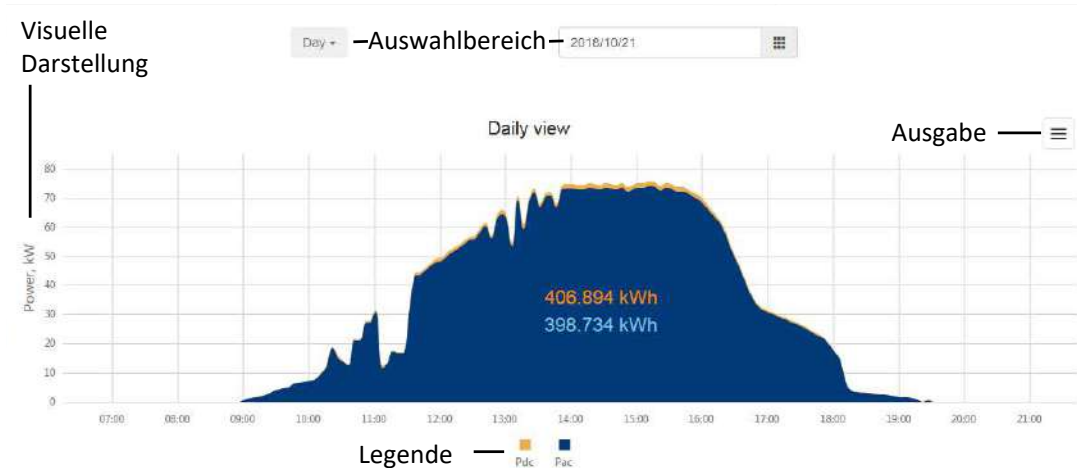 Visuelle
Darstellung
Day
Auswahlbereich
2018/10/21
Daily view
Ausgabe
80
70
60
50
40
30
20
10
0
Power, kW
406.894 kWh
398.734 kWh
07:00 08:00 09:00 10:00 11:00 12:00 13:00 14:00 15:00 16:00 17:00 18:00 19:00 20:00 21:00
Legende
Pdc Pac